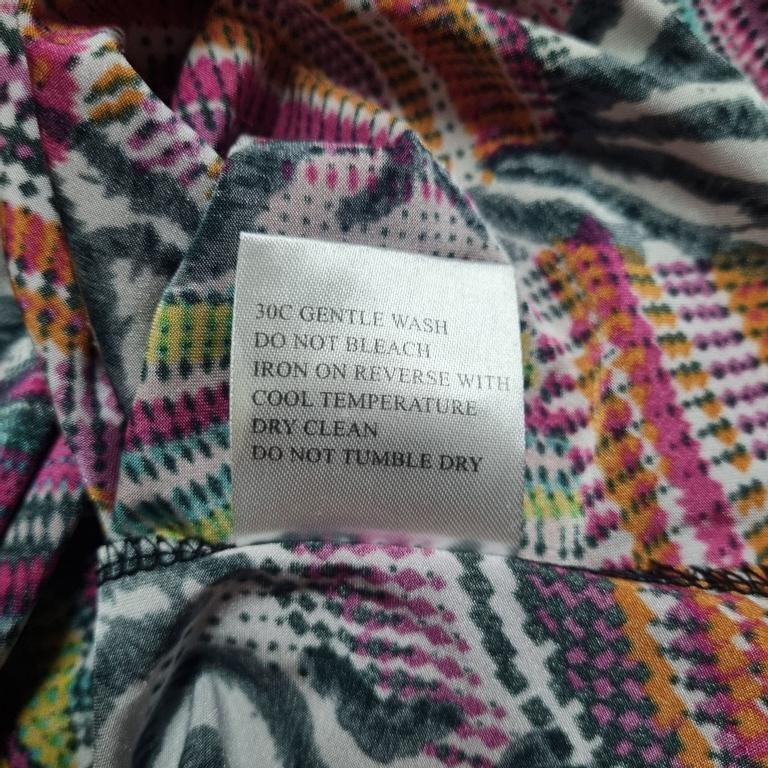 30C GENTLE WASH
DO NOT BLEACH
IRON ON REVERSE WITH
COOL TEMPERATURE
DRY CLEAN
DO NOT TUMBLE DRY